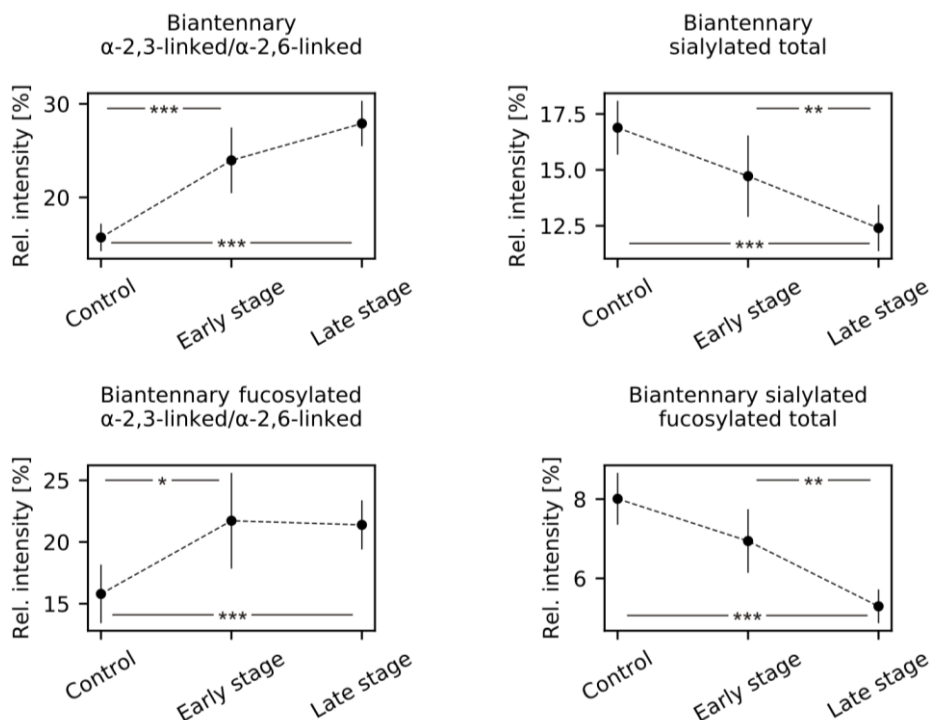 Biantennary
α-2,3-linked/α-2,6-linked
Rel. intensity [%]
30
20
***
***
Control
Early stage
Late stage
Biantennary
sialylated total
Rel. intensity [%]
17.5
15.0
12.5
**
***
Control
Early stage
Late stage
Biantennary fucosylated
α-2,3-linked/α-2,6-linked
Rel. intensity [%]
25
20
15
*
***
Control
Early stage
Late stage
Biantennary sialylated
fucosylated total
Rel. intensity [%]
8
6
**
***
Control
Early stage
Late stage